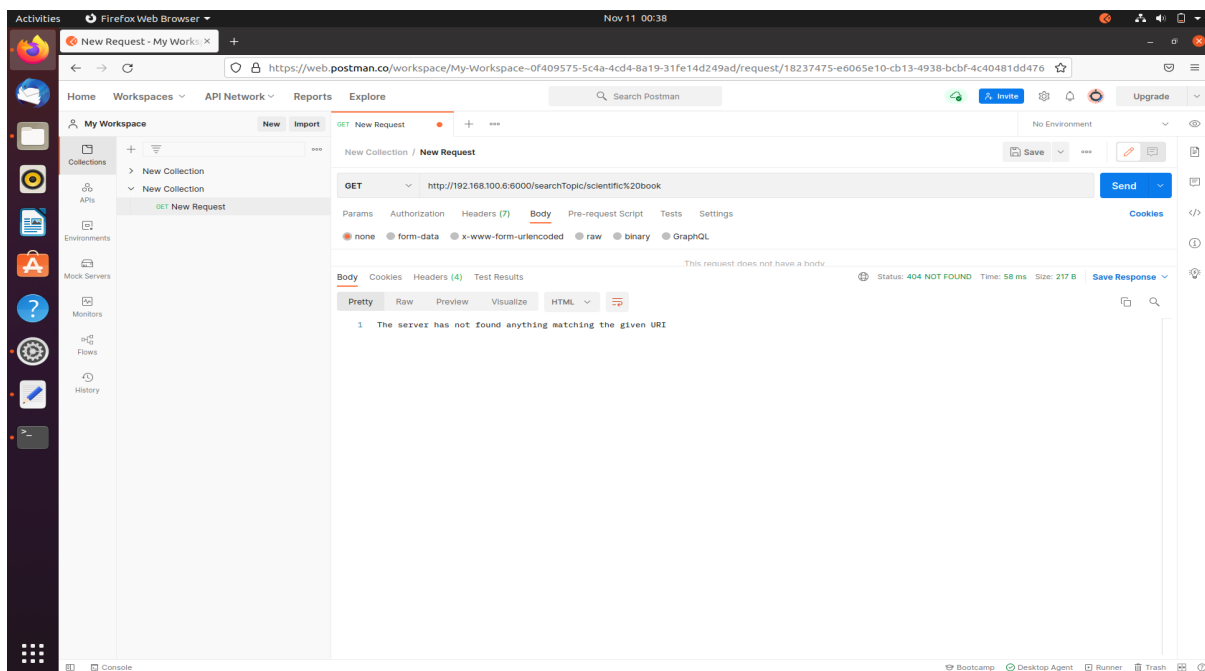 Activities Firefox Web Browser Nov 11 00:38
New Request - My Works
https://web.postman.co/workspace/My-Workspace~0f409575-5c4a-4cd4-8a19-31fe14d249ad/request/18237475-e6065e10-cb13-4938-bcbf-4c40481dd476
Home Workspaces API Network Reports Explore Search Postman Invite Upgrade
My Workspace New Import GET New Request No Environment
Collections
New Collection / New Request Save
New Collection
New Collection
GET http://192.168.100.6:6000/searchTopic/scientific%20book Send
APIs
GET New Request
Params Authorization Headers (7) Body Pre-request Script Tests Settings Cookies
Environments
none form-data x-www-form-urlencoded raw binary GraphQL
This request does not have a body
Mock Servers
Body Cookies Headers (4) Test Results Status: 404 NOT FOUND Time: 58 ms Size: 217 B Save Response
Pretty Raw Preview Visualize HTML
Monitors
1 The server has not found anything matching the given URI
Flows
History
Console Bootcamp Desktop Agent Runner Trash